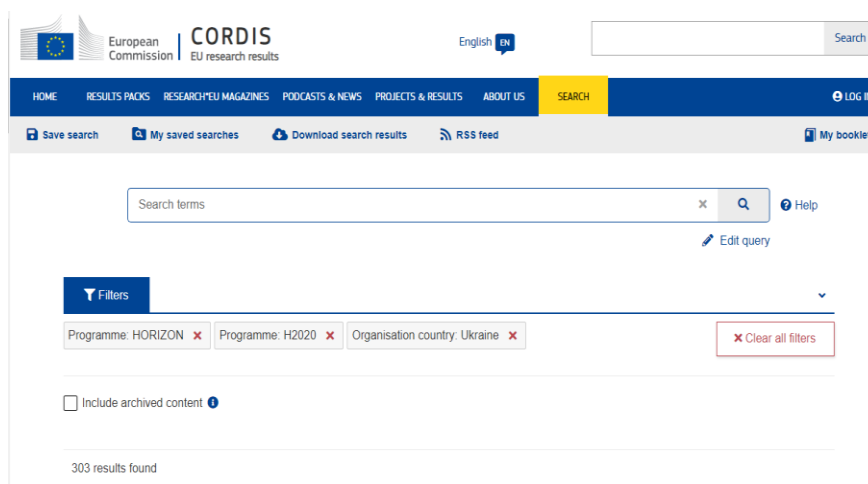 European Commission
CORDIS
EU research results
English EN
Search
HOME RESULTS PACKS RESEARCH*EU MAGAZINES PODCASTS & NEWS PROJECTS & RESULTS ABOUT US SEARCH LOG I
Save search My saved searches Download search results RSS feed My bookle
Search terms
Help
Edit query
Filters
Programme: HORIZON Programme: H2020 Organisation country: Ukraine Clear all filters
Include archived content
303 results found